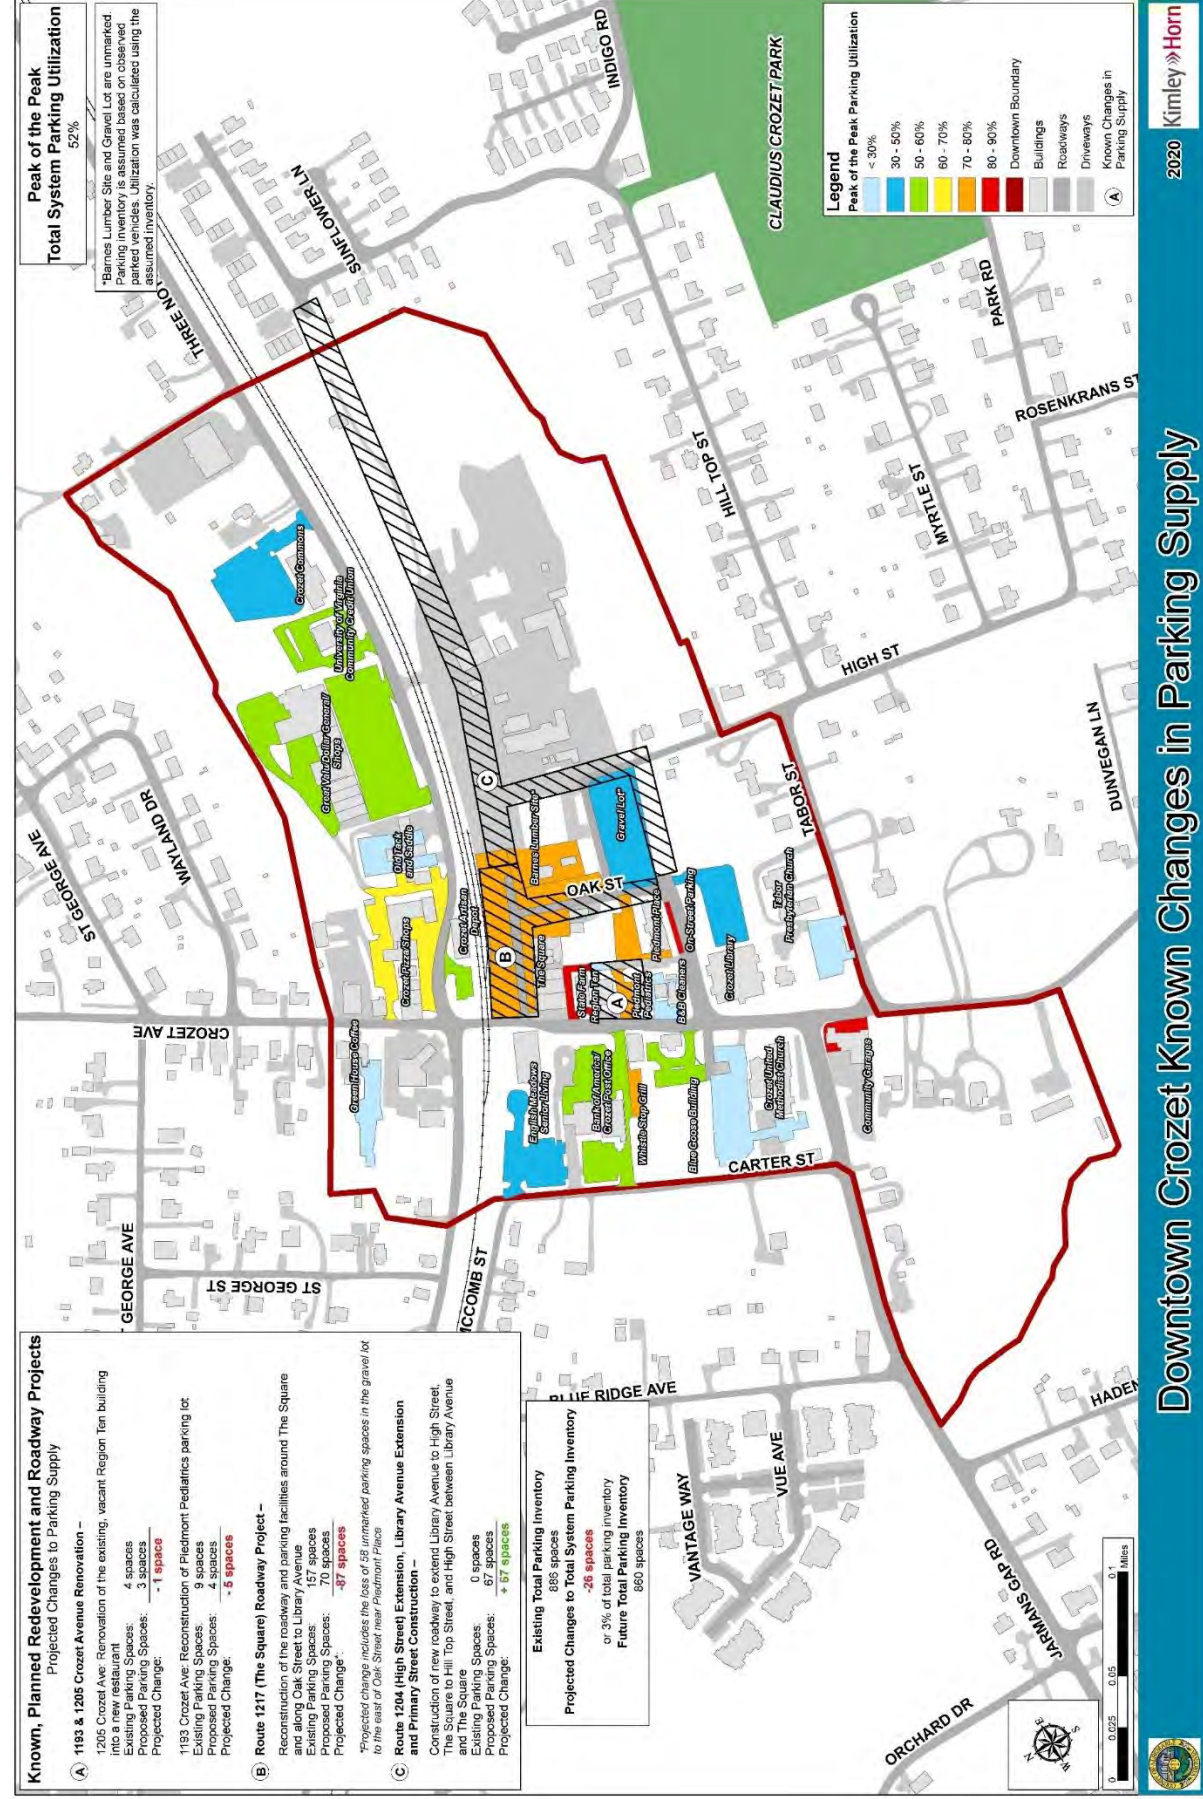 Known, Planned Redevelopment and Roadway Projects
Projected Changes to Parking Supply
A 1193 & 1205 Crozet Avenue Renovation –
1205 Crozet Ave: Renovation of the existing, vacant Region Ten building
into a new restaurant
Existing Parking Spaces: 4 spaces
Proposed Parking Spaces: 3 spaces
Projected Change: - 1 space
1193 Crozet Ave: Reconstruction of Piedmont Pediatrics parking lot
Existing Parking Spaces: 9 spaces
Proposed Parking Spaces: 4 spaces
Projected Change: - 5 spaces
B Route 1217 (The Square) Roadway Project –
Reconstruction of the roadway and parking facilities around The Square
and along Oak Street to Library Avenue
Existing Parking Spaces: 157 spaces
Proposed Parking Spaces: 70 spaces
Projected Change*: -87 spaces
*Projected change includes the loss of 58 unmarked parking spaces in the gravel lot
to the east of Oak Street near Piedmont Place
C Route 1204 (High Street) Extension, Library Avenue Extension
and Primary Street Construction –
Construction of new roadway to extend Library Avenue to High Street,
The Square to Hill Top Street, and High Street between Library Avenue
and The Square
Existing Parking Spaces: 0 spaces
Proposed Parking Spaces: 67 spaces
Projected Change: + 67 spaces
Existing Total Parking Inventory
886 spaces
Projected Changes to Total System Parking Inventory
-26 spaces
or 3% of total parking inventory
Future Total Parking Inventory
860 spaces
Peak of the Peak
Total System Parking Utilization
52%
*Barnes Lumber Site and Gravel Lot are unmarked.
Parking inventory is assumed based on observed
parked vehicles. Utilization was calculated using the
assumed inventory.
ST GEORGE AVE
WAYLAND DR
CROZET AVE
GEORGE AVE
ST GEORGE ST
MCCOMB ST
THREE NO
SUNFLOWER LN
INDIGO RD
CLAUDIUS CROZET PARK
Crozet Commons
University of Virginia
Community Credit Union
Great Valu/Dollar General/
Shops
Old Tack
and Saddle
Crozet Pizza/Shops
Green House Coffee
Crozet Artisan
Depot
B
C
The Square
Barnes Lumber Site*
Gravel Lot*
OAK ST
State Farm
Region Ten
A
Piedmont
Pediatrics
Piedmont Place
B&B Cleaners
On-Street Parking
Crozet Library
Tabor
Presbyterian Church
English Meadows
Senior Living
Bank of America/
Crozet Post Office
Whistle Stop Grill
Blue Goose Building
Crozet United
Methodist Church
Community Garages
CARTER ST
TABOR ST
HIGH ST
HILL TOP ST
MYRTLE ST
PARK RD
ROSENKRANS ST
DUNVEGAN LN
BLUE RIDGE AVE
VANTAGE WAY
VUE AVE
JARMANS GAP RD
ORCHARD DR
HADEN
Legend
Peak of the Peak Parking Utilization
< 30%
30 - 50%
50 - 60%
60 - 70%
70 - 80%
80 - 90%
Downtown Boundary
Buildings
Roadways
Driveways
A Known Changes in
Parking Supply
N
E
S
W
0 0.025 0.05 0.1
Miles
Downtown Crozet Known Changes in Parking Supply
2020
Kimley»Horn